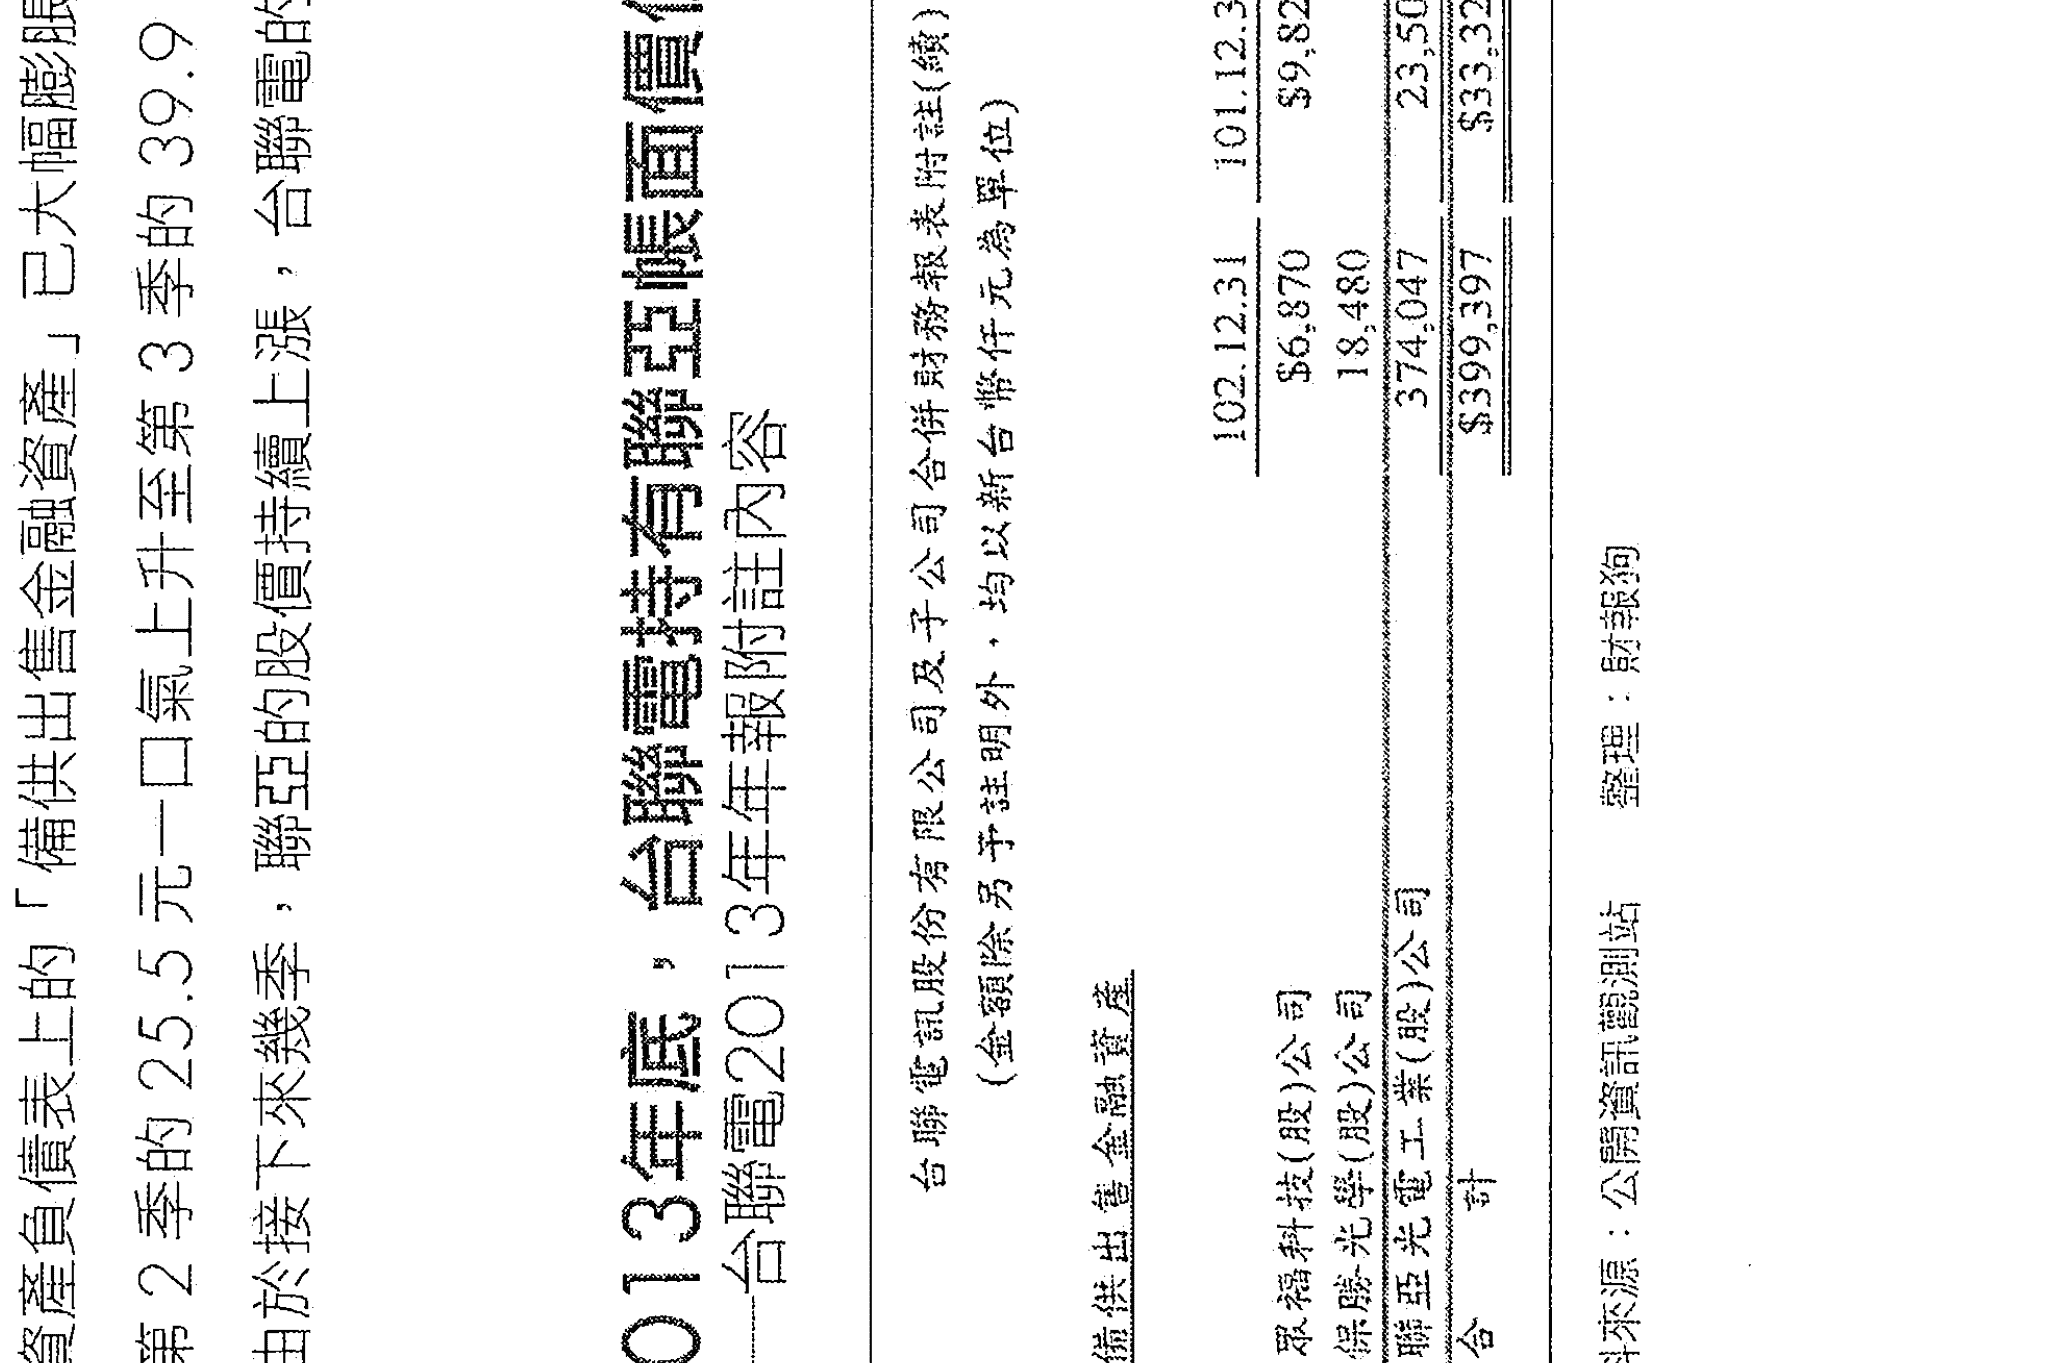 資產負債表上的「備供出售金融資產」已大幅膨脹
第 2 季的 25.5 元一口氣上升至第 3 季的 39.9
由於接下來幾季，聯亞的股價持續上漲，台聯電的
013年底，台聯電持有聯亞帳面價
——台聯電2013年年報附註內容
台聯電訊股份有限公司及子公司合併財務報表附註(續)
(金額除另予註明外，均以新台幣仟元為單位)
備供出售金融資產
102.12.31 101.12.3
眾福科技(股)公司 $6,870 $9,82
保勝光學(股)公司 18,480
聯亞光電工業(股)公司 374,047 23,50
合 計 $399,397 $33,32
料來源：公開資訊觀測站 整理：財報狗